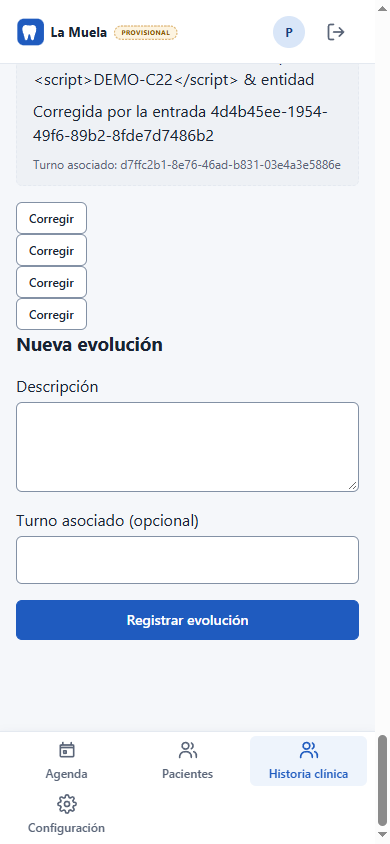 La Muela PROVISIONAL P
<script>DEMO-C22</script> & entidad
Corregida por la entrada 4d4b45ee-1954-
49f6-89b2-8fde7d7486b2
Turno asociado: d7ffc2b1-8e76-46ad-b831-03e4a3e5886e
Corregir
Corregir
Corregir
Corregir
Nueva evolución
Descripción
Turno asociado (opcional)
Registrar evolución
Agenda Pacientes Historia clínica
Configuración